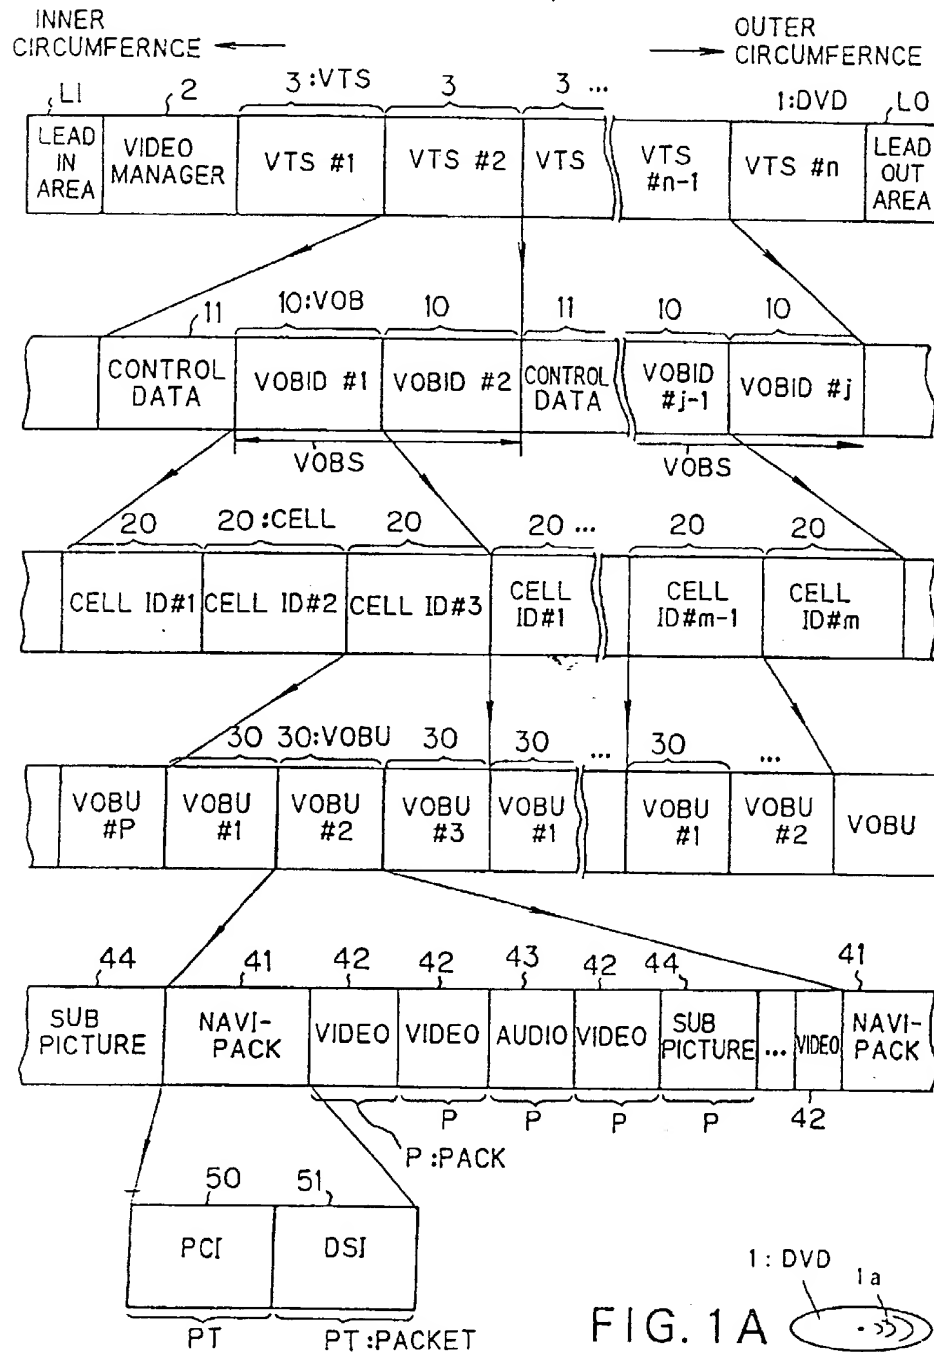 INNER
CIRCUMFERNCE
OUTER
CIRCUMFERNCE
LI 2 3:VTS 3 3 ... 1:DVD LO
LEAD IN AREA
VIDEO MANAGER
VTS #1
VTS #2
VTS
VTS #n-1
VTS #n
LEAD OUT AREA
11 10:VOB 10 11 10 10
CONTROL DATA
VOBID #1
VOBID #2
CONTROL DATA
VOBID #j-1
VOBID #j
VOBS
VOBS
20 20:CELL 20 20 ... 20 20
CELL ID#1
CELL ID#2
CELL ID#3
CELL ID#1
CELL ID#m-1
CELL ID#m
30 30:VOBU 30 30 ... 30 ...
VOBU #P
VOBU #1
VOBU #2
VOBU #3
VOBU #1
VOBU #1
VOBU #2
VOBU
44 41 42 42 43 42 44 41
SUB PICTURE
NAVI-PACK
VIDEO
VIDEO
AUDIO
VIDEO
SUB PICTURE
...
VIDEO
NAVI-PACK
P P P P 42
P:PACK
50 51
PCI
DSI
PT PT:PACKET
1: DVD
1a
FIG. 1A